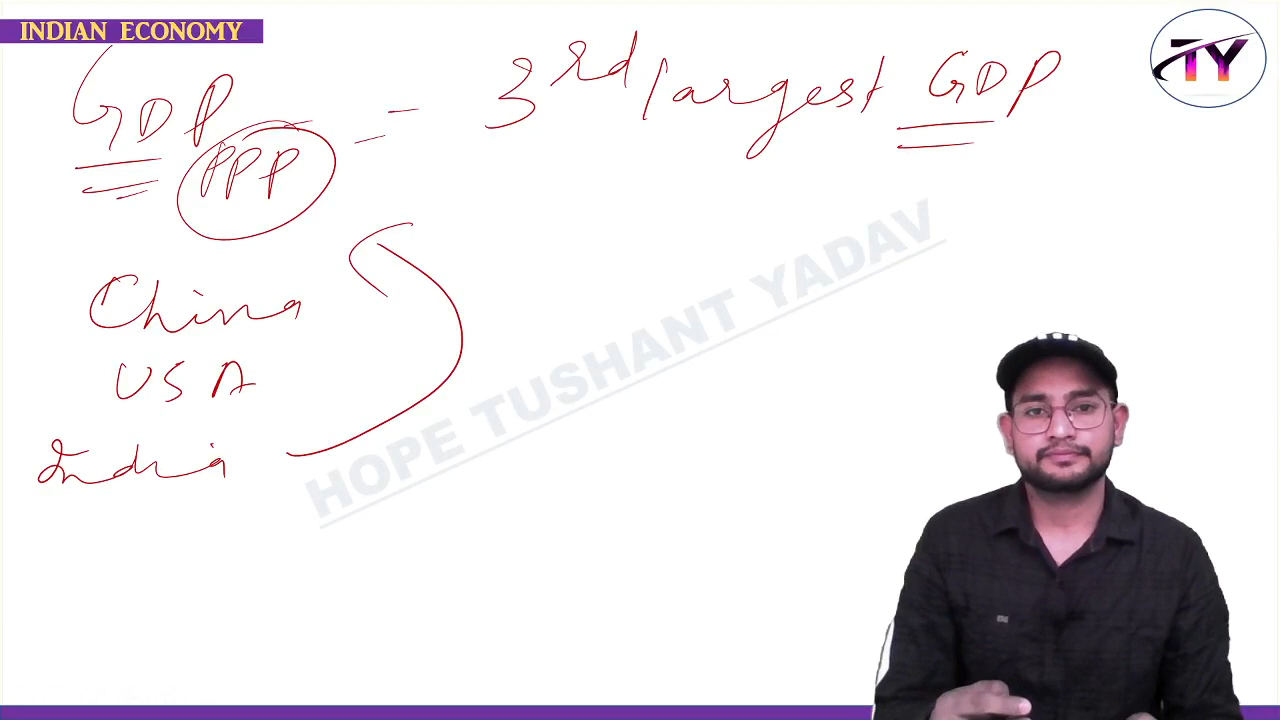 INDIAN ECONOMY
TY
GDP = 3rd largest GDP
PPP
China
USA
India
HOPE TUSHANT YADAV